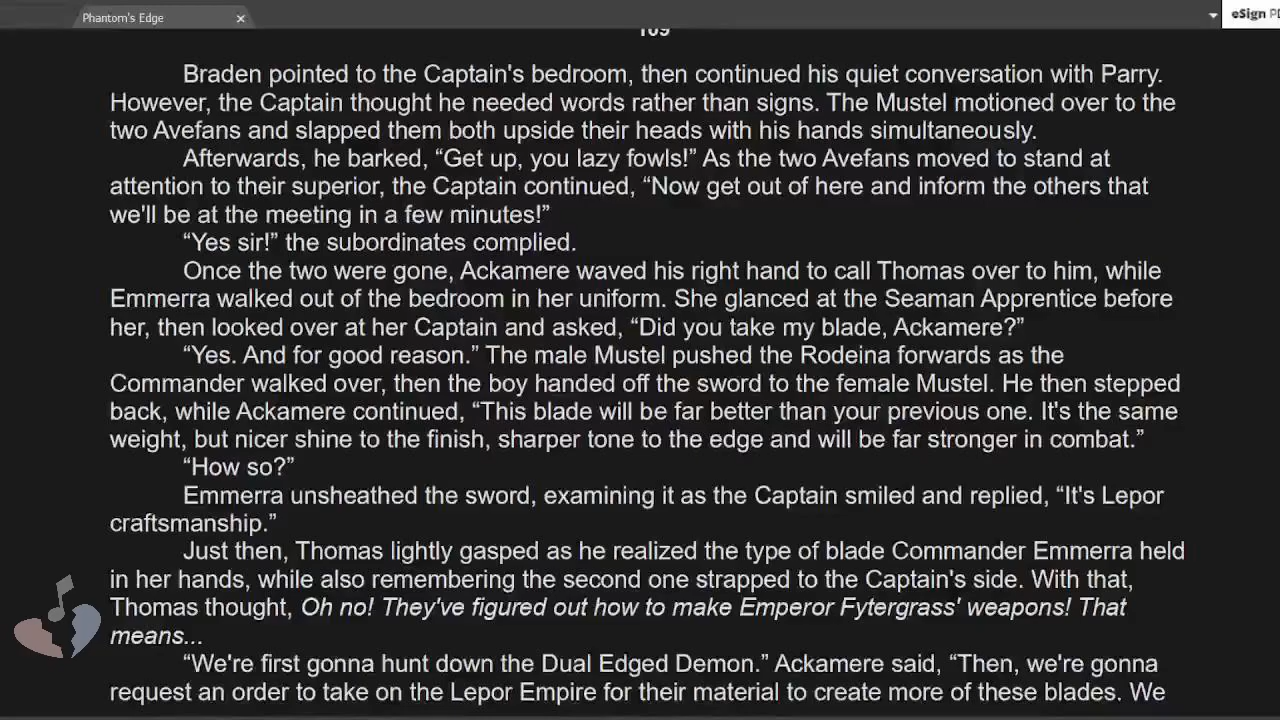 Phantom's Edge
eSign PD
109
Braden pointed to the Captain's bedroom, then continued his quiet conversation with Parry.
However, the Captain thought he needed words rather than signs. The Mustel motioned over to the
two Avefans and slapped them both upside their heads with his hands simultaneously.
Afterwards, he barked, “Get up, you lazy fowls!” As the two Avefans moved to stand at
attention to their superior, the Captain continued, “Now get out of here and inform the others that
we'll be at the meeting in a few minutes!”
“Yes sir!” the subordinates complied.
Once the two were gone, Ackamere waved his right hand to call Thomas over to him, while
Emmerra walked out of the bedroom in her uniform. She glanced at the Seaman Apprentice before
her, then looked over at her Captain and asked, “Did you take my blade, Ackamere?”
“Yes. And for good reason.” The male Mustel pushed the Rodeina forwards as the
Commander walked over, then the boy handed off the sword to the female Mustel. He then stepped
back, while Ackamere continued, “This blade will be far better than your previous one. It's the same
weight, but nicer shine to the finish, sharper tone to the edge and will be far stronger in combat.”
“How so?”
Emmerra unsheathed the sword, examining it as the Captain smiled and replied, “It's Lepor
craftsmanship.”
Just then, Thomas lightly gasped as he realized the type of blade Commander Emmerra held
in her hands, while also remembering the second one strapped to the Captain's side. With that,
Thomas thought, Oh no! They've figured out how to make Emperor Fytergrass' weapons! That
means...
“We're first gonna hunt down the Dual Edged Demon.” Ackamere said, “Then, we're gonna
request an order to take on the Lepor Empire for their material to create more of these blades. We